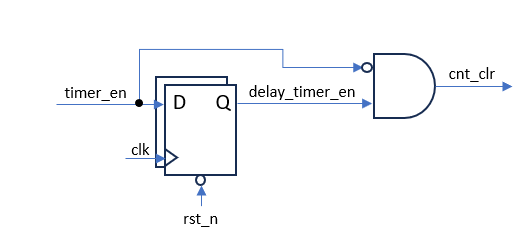 cnt_clr
timer_en
D Q
delay_timer_en
clk
rst_n